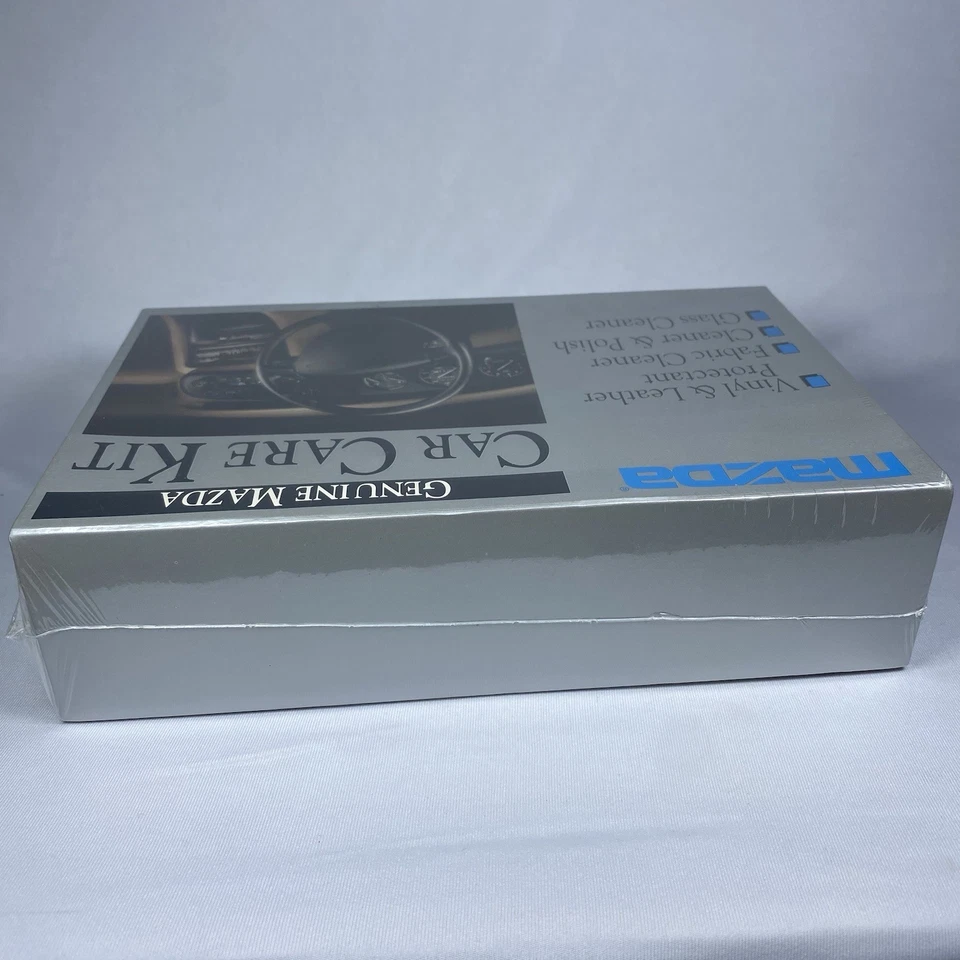 mazda®
GENUINE MAZDA
CAR CARE KIT
Vinyl & Leather
Protectant
Fabric Cleaner
Cleaner & Polish
Glass Cleaner